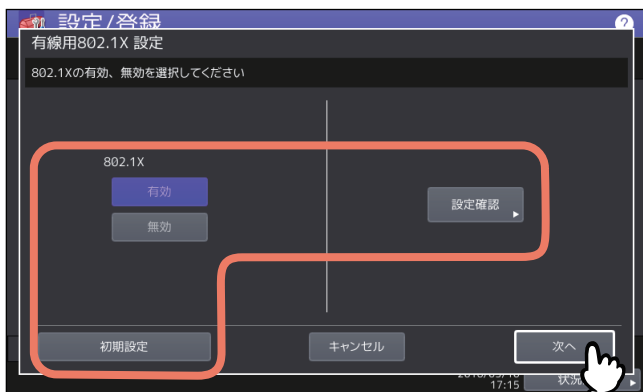 設定/登録
?
有線用802.1X 設定
802.1Xの有効、無効を選択してください
802.1X
有効
無効
設定確認
初期設定
キャンセル
次へ
17:15
状況